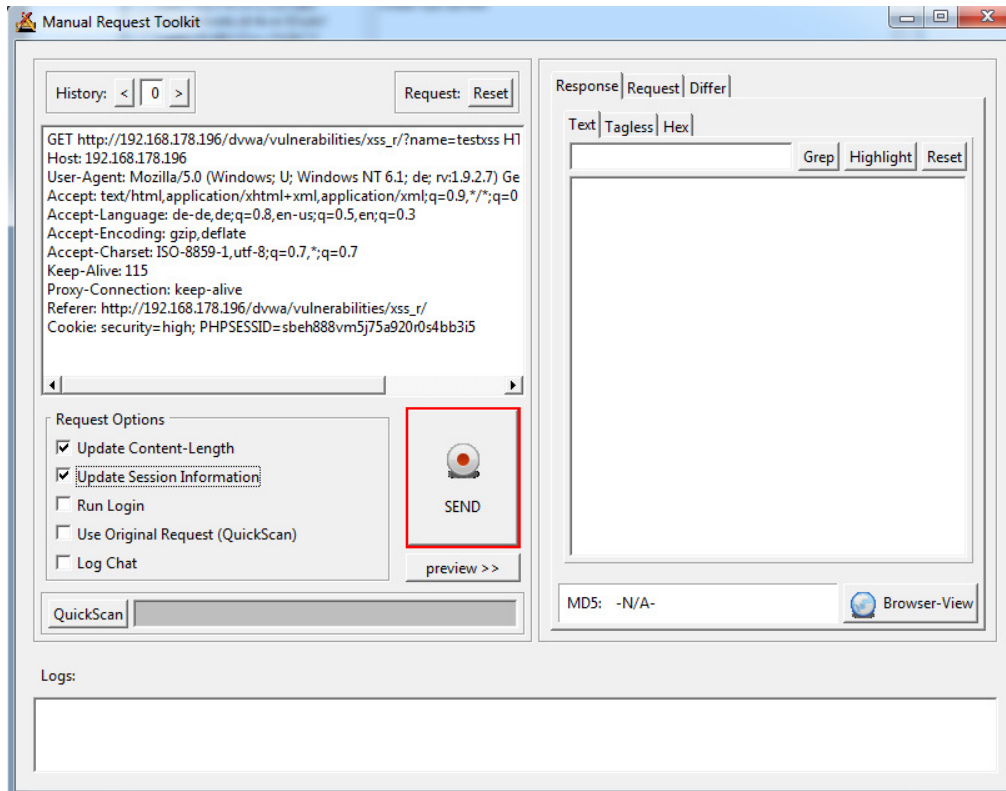 Manual Request Toolkit
History: < 0 >
Request: Reset
GET http://192.168.178.196/dvwa/vulnerabilities/xss_r/?name=testxss HT
Host: 192.168.178.196
User-Agent: Mozilla/5.0 (Windows; U; Windows NT 6.1; de; rv:1.9.2.7) Ge
Accept: text/html,application/xhtml+xml,application/xml;q=0.9,*/*;q=0
Accept-Language: de-de,de;q=0.8,en-us;q=0.5,en;q=0.3
Accept-Encoding: gzip,deflate
Accept-Charset: ISO-8859-1,utf-8;q=0.7,*;q=0.7
Keep-Alive: 115
Proxy-Connection: keep-alive
Referer: http://192.168.178.196/dvwa/vulnerabilities/xss_r/
Cookie: security=high; PHPSESSID=sbeh888vm5j75a920r0s4bb3i5
Request Options
Update Content-Length
Update Session Information
Run Login
Use Original Request (QuickScan)
Log Chat
SEND
preview >>
QuickScan
Response Request Differ
Text Tagless Hex
Grep Highlight Reset
MD5: -N/A-
Browser-View
Logs: